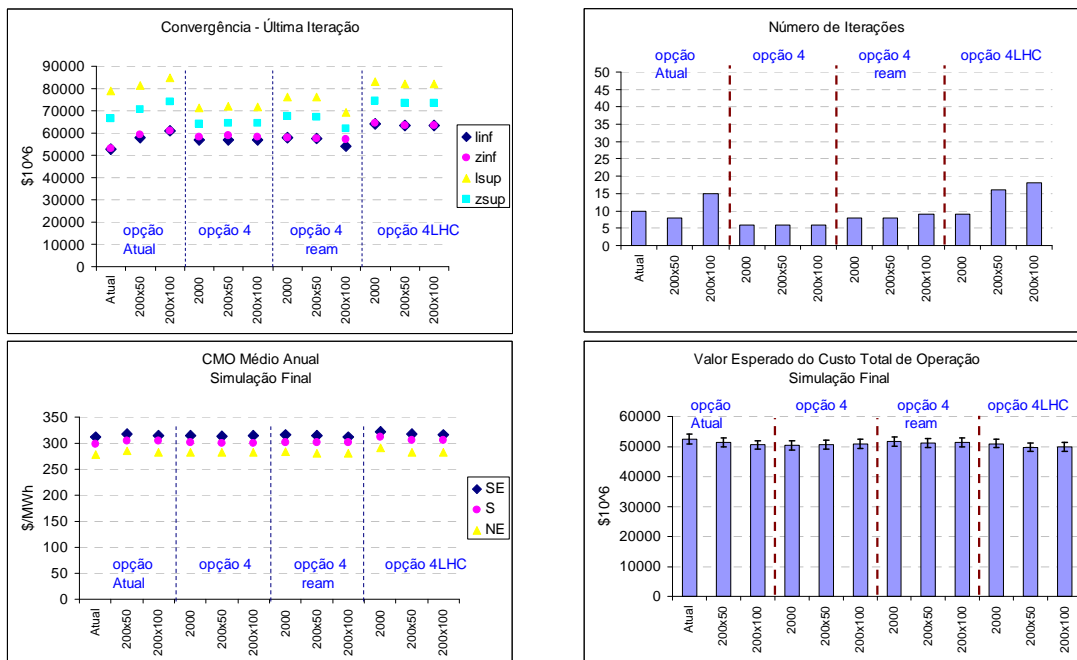 Convergência - Última Iteração
90000
80000
70000
60000
50000
40000
30000
20000
10000
0
$10^6
opção Atual
opção 4
opção 4 ream
opção 4LHC
Atual
200x50
200x100
2000
200x50
200x100
2000
200x50
200x100
2000
200x50
200x100
linf
zinf
lsup
zsup
Número de Iterações
opção Atual
opção 4
opção 4 ream
opção 4LHC
50
45
40
35
30
25
20
15
10
5
0
Atual
200x50
200x100
2000
200x50
200x100
2000
200x50
200x100
2000
200x50
200x100
CMO Médio Anual
Simulação Final
350
300
250
200
150
100
50
0
$/MWh
opção Atual
opção 4
opção 4 ream
opção 4LHC
Atual
200x50
200x100
2000
200x50
200x100
2000
200x50
200x100
2000
200x50
200x100
SE
S
NE
Valor Esperado do Custo Total de Operação
Simulação Final
opção Atual
opção 4
opção 4 ream
opção 4LHC
60000
50000
40000
30000
20000
10000
0
$10^6
Atual
200x50
200x100
2000
200x50
200x100
2000
200x50
200x100
2000
200x50
200x100